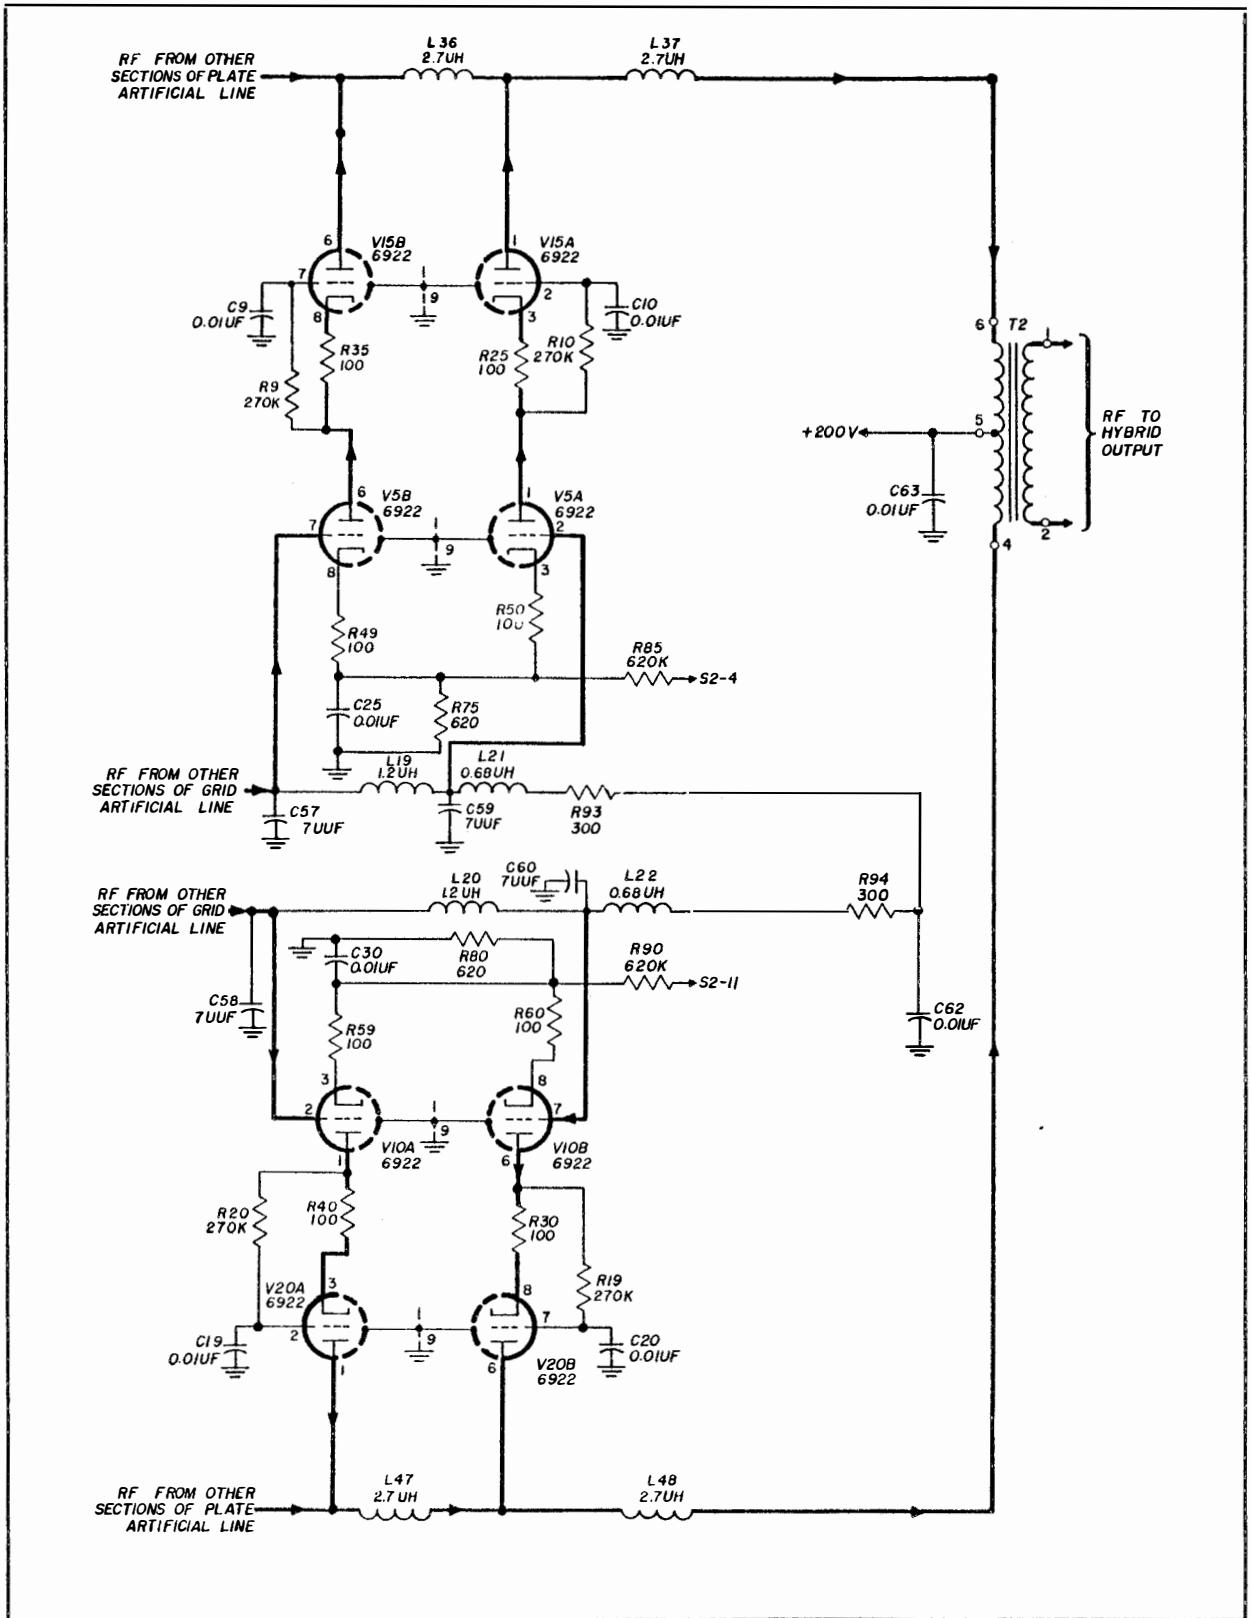 L36
2.7UH
L37
2.7UH
RF FROM OTHER
SECTIONS OF PLATE
ARTIFICIAL LINE
6
V15B
6922
1
V15A
6922
7
1
9
2
C9
0.01UF
8
3
C10
0.01UF
R35
100
R25
100
R10
270K
R9
270K
6
T2
1
+200V
5
RF TO
HYBRID
OUTPUT
C63
0.01UF
4
2
6
V5B
6922
1
V5A
6922
7
1
9
2
8
3
R49
100
R50
100
R85
620K
S2-4
C25
0.01UF
R75
620
RF FROM OTHER
SECTIONS OF GRID
ARTIFICIAL LINE
L19
1.2UH
L21
0.68UH
C57
7UUF
C59
7UUF
R93
300
C60
7UUF
RF FROM OTHER
SECTIONS OF GRID
ARTIFICIAL LINE
L20
1.2UH
L22
0.68UH
R94
300
C30
0.01UF
R80
620
R90
620K
S2-11
C58
7UUF
R59
100
R60
100
C62
0.01UF
3
8
2
1
9
7
V10A
6922
V10B
6922
1
6
R20
270K
R40
100
R30
100
R19
270K
V20A
6922
3
8
2
1
9
7
C19
0.01UF
1
6
V20B
6922
C20
0.01UF
RF FROM OTHER
SECTIONS OF PLATE
ARTIFICIAL LINE
L47
2.7UH
L48
2.7UH